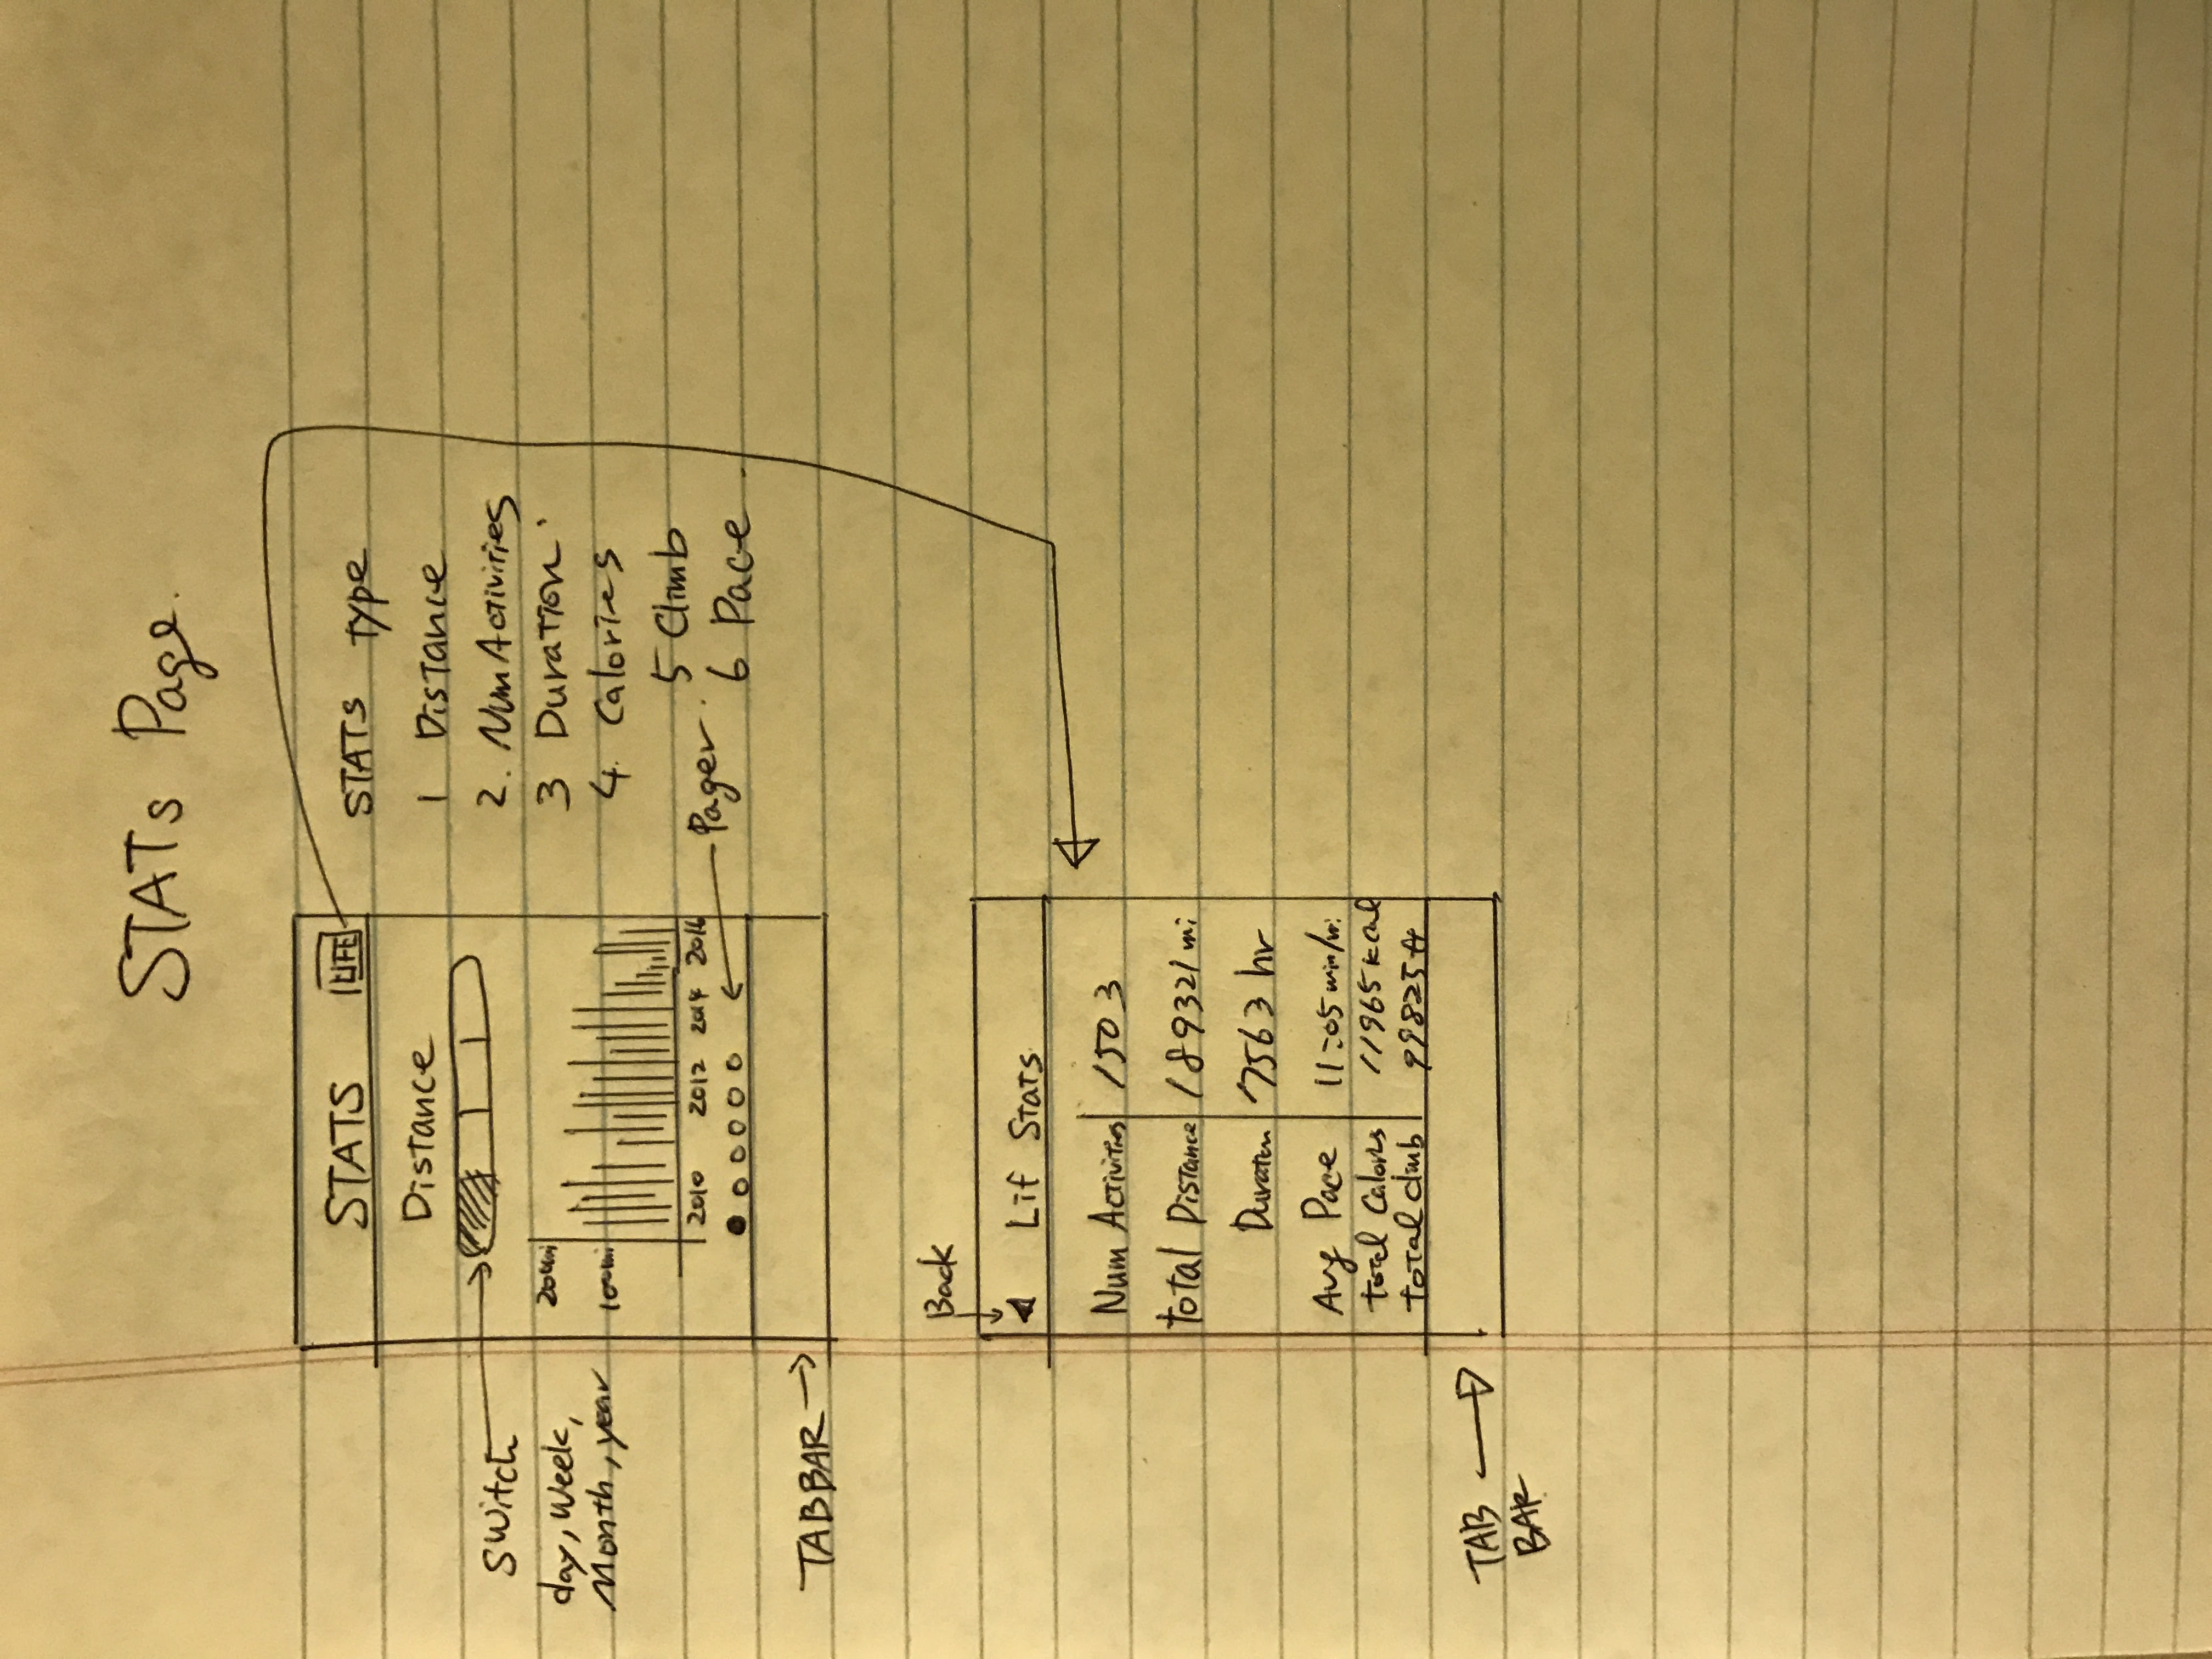 STATs Page.
STATS LIFE
Distance
Switch
day, Week,
Month, year
200mi
100mi
2010 2012 2014 2016
Pager
TABBAR
STATS Type
1 Distance
2. Num Activities
3 Duration
4. Calories
5 Climb
6 Pace
Back
Lif Stats
Num Activities 1503
total Distance 189321 mi
Duration 7563 hr
Avg Pace 11:05 min/mi
total Calories 11965 kcal
total climb 99825 ft
TAB
BAR